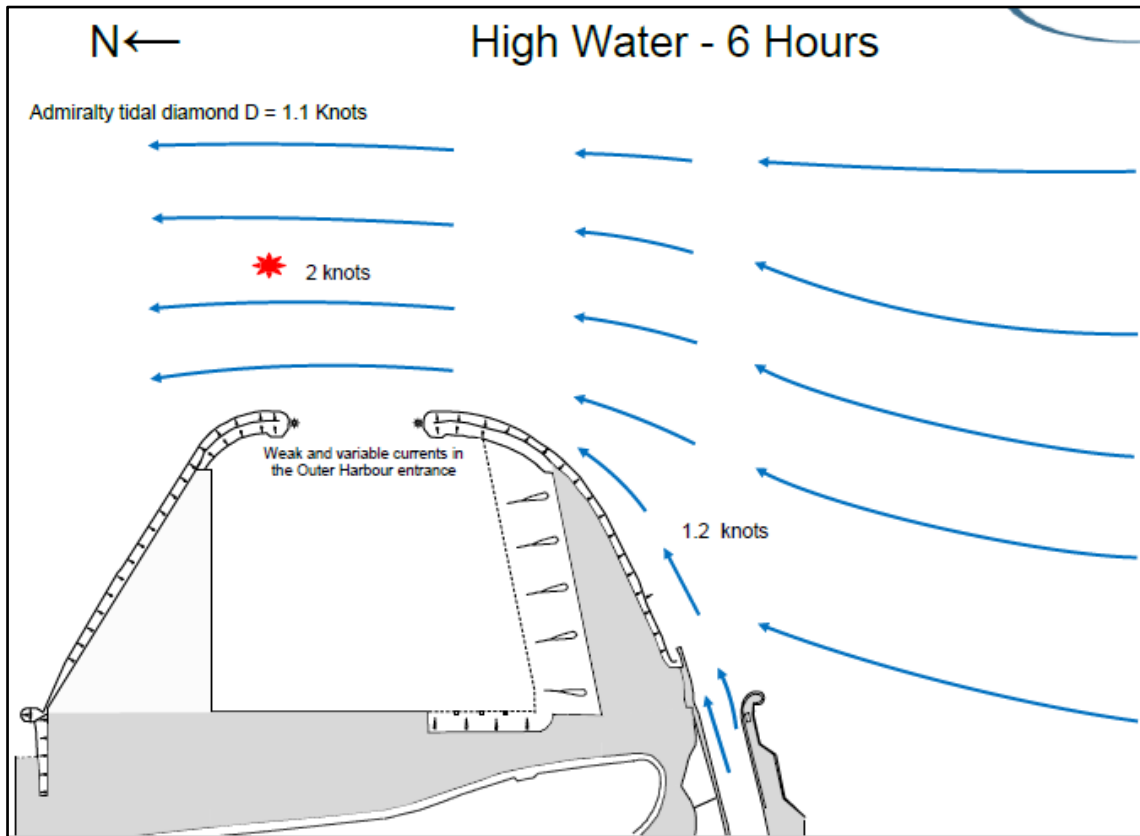 N←
High Water - 6 Hours
Admiralty tidal diamond D = 1.1 Knots
2 knots
Weak and variable currents in
the Outer Harbour entrance
1.2 knots